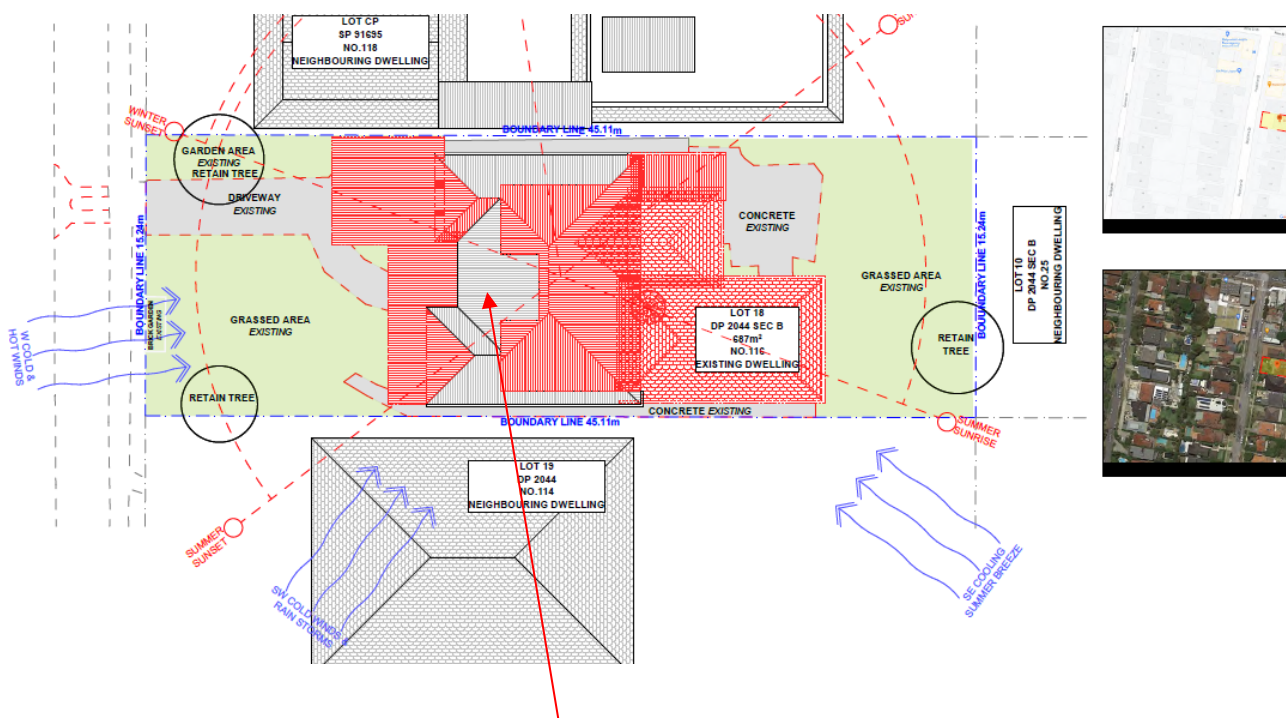 LOT CP
SP 91695
NO.118
NEIGHBOURING DWELLING
WINTER
SUNSET
BOUNDARY LINE 45.11m
GARDEN AREA
EXISTING
RETAIN TREE
DRIVEWAY
EXISTING
CONCRETE
EXISTING
BOUNDARY LINE 15.24m
BOUUNDARY LINE 15.24m
LOT 10
DP 2044 SEC B
NO.25
NEIGHBOURING DWELLING
GRASSED AREA
EXISTING
BRICK GARDEN
EXISTING
GRASSED AREA
EXISTING
W COLD &
HOT WINDS
LOT 18
DP 2044 SEC B
687m²
NO.116
EXISTING DWELLING
RETAIN
TREE
RETAIN TREE
CONCRETE EXISTING
BOUNDARY LINE 45.11m
SUMMER
SUNRISE
LOT 19
DP 2044
NO.114
NEIGHBOURING DWELLING
SUMMER
SUNSET
SW COLD WINDS &
RAIN STORMS
SE COOLING
SUMMER BREEZE